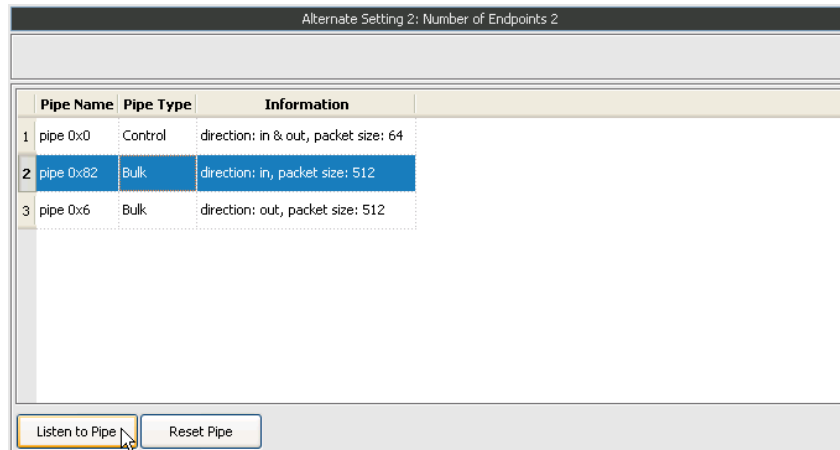 Alternate Setting 2: Number of Endpoints 2
Pipe Name Pipe Type Information
1 pipe 0x0 Control direction: in & out, packet size: 64
2 pipe 0x82 Bulk direction: in, packet size: 512
3 pipe 0x6 Bulk direction: out, packet size: 512
Listen to Pipe Reset Pipe